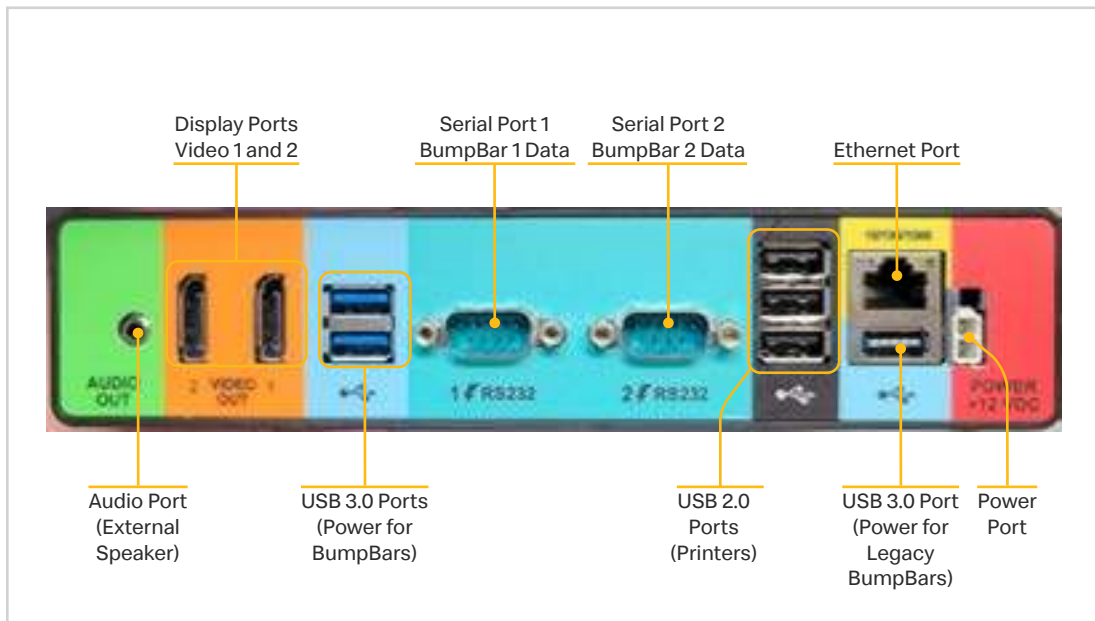 Display Ports
Video 1 and 2
Serial Port 1
BumpBar 1 Data
Serial Port 2
BumpBar 2 Data
Ethernet Port
AUDIO
OUT
2 VIDEO 1
OUT
1 RS232
2 RS232
POWER
+12 VDC
Audio Port
(External
Speaker)
USB 3.0 Ports
(Power for
BumpBars)
USB 2.0
Ports
(Printers)
USB 3.0 Port
(Power for
Legacy
BumpBars)
Power
Port